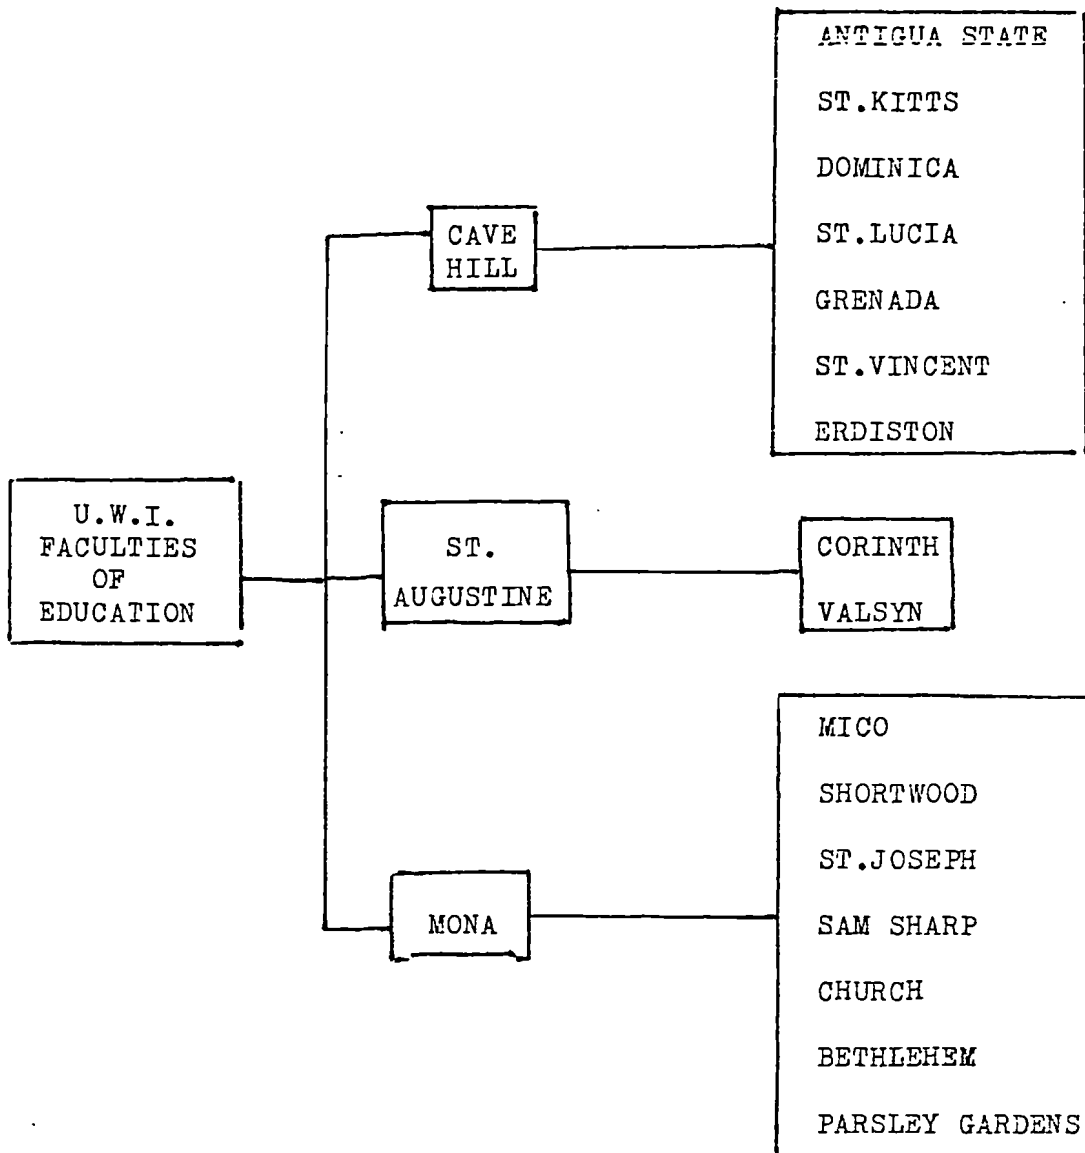 U.W.I.
FACULTIES
OF
EDUCATION
CAVE
HILL
ANTIGUA STATE
ST.KITTS
DOMINICA
ST.LUCIA
GRENADA
ST.VINCENT
ERDISTON
ST.
AUGUSTINE
CORINTH
VALSYN
MONA
MICO
SHORTWOOD
ST.JOSEPH
SAM SHARP
CHURCH
BETHLEHEM
PARSLEY GARDENS